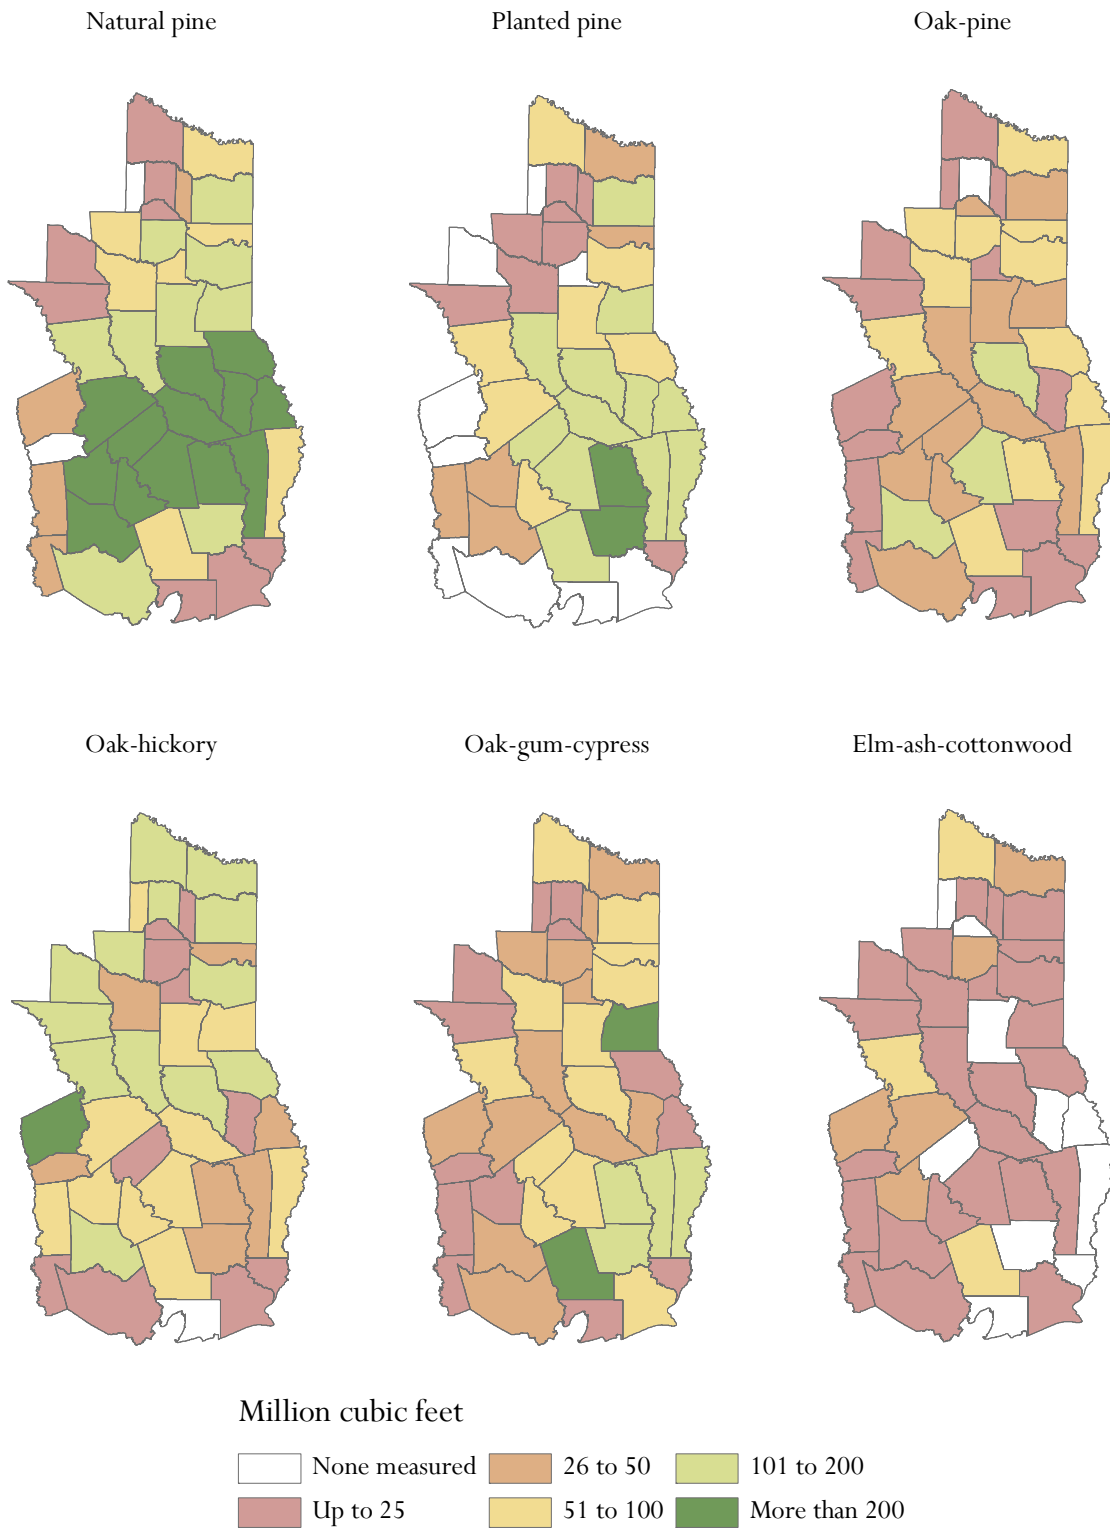 Natural pine
Planted pine
Oak-pine
Oak-hickory
Oak-gum-cypress
Elm-ash-cottonwood
Million cubic feet
None measured
26 to 50
101 to 200
Up to 25
51 to 100
More than 200